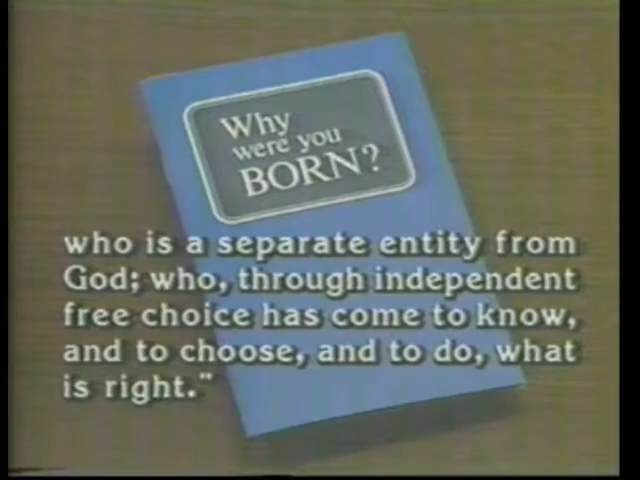 Why
were you
BORN?
who is a separate entity from
God; who, through independent
free choice has come to know,
and to choose, and to do, what
is right."